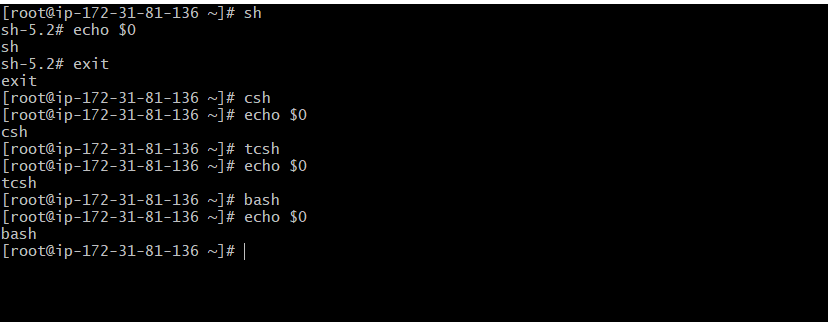 [root@ip-172-31-81-136 ~]# sh
sh-5.2# echo $0
sh
sh-5.2# exit
exit
[root@ip-172-31-81-136 ~]# csh
[root@ip-172-31-81-136 ~]# echo $0
csh
[root@ip-172-31-81-136 ~]# tcsh
[root@ip-172-31-81-136 ~]# echo $0
tcsh
[root@ip-172-31-81-136 ~]# bash
[root@ip-172-31-81-136 ~]# echo $0
bash
[root@ip-172-31-81-136 ~]#